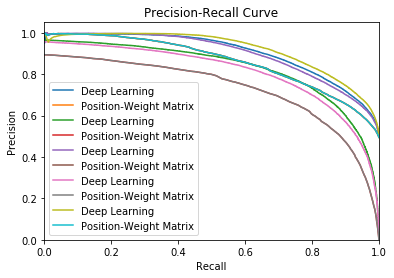 Precision-Recall Curve
Precision
1.0
0.8
0.6
0.4
0.2
0.0
Deep Learning
Position-Weight Matrix
Deep Learning
Position-Weight Matrix
Deep Learning
Position-Weight Matrix
Deep Learning
Position-Weight Matrix
Deep Learning
Position-Weight Matrix
0.0 0.2 0.4 0.6 0.8 1.0
Recall